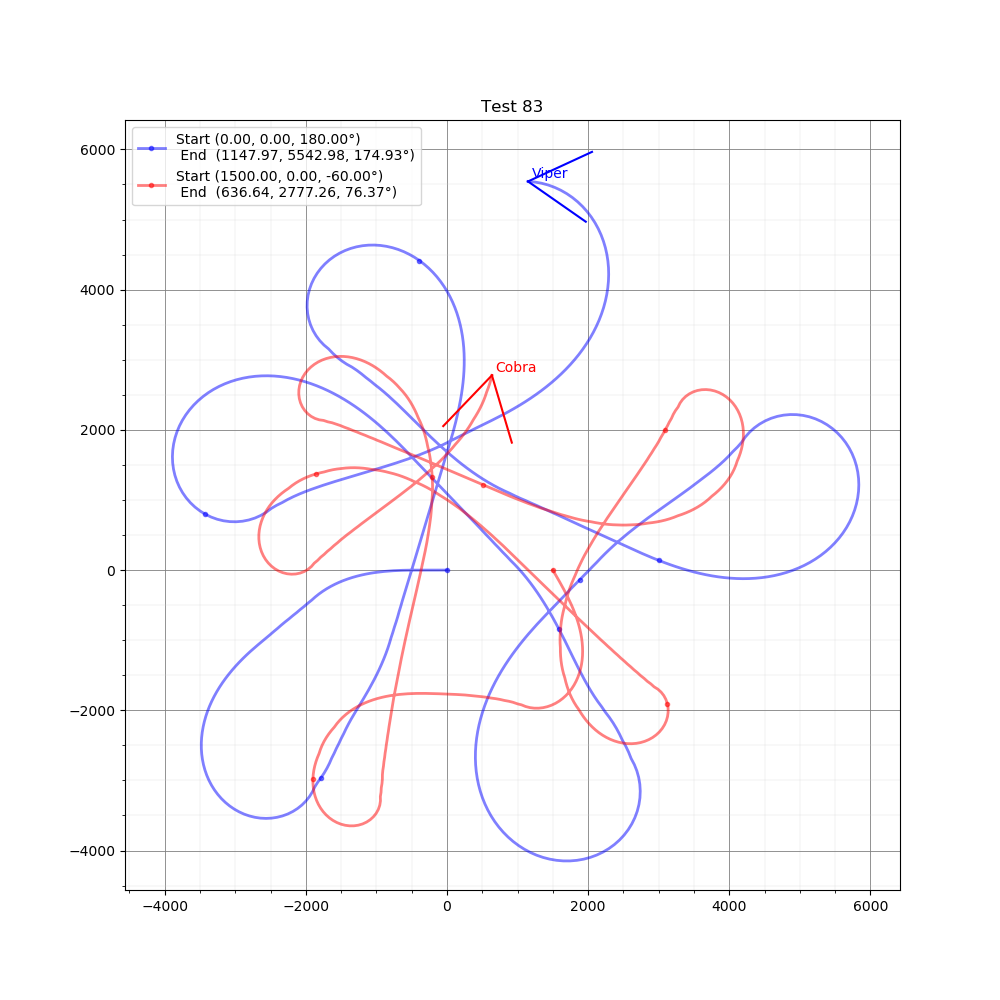 Test 83
Start (0.00, 0.00, 180.00°)
End (1147.97, 5542.98, 174.93°)
Start (1500.00, 0.00, -60.00°)
End (636.64, 2777.26, 76.37°)
Viper
Cobra
6000
4000
2000
0
−2000
−4000
−4000 −2000 0 2000 4000 6000